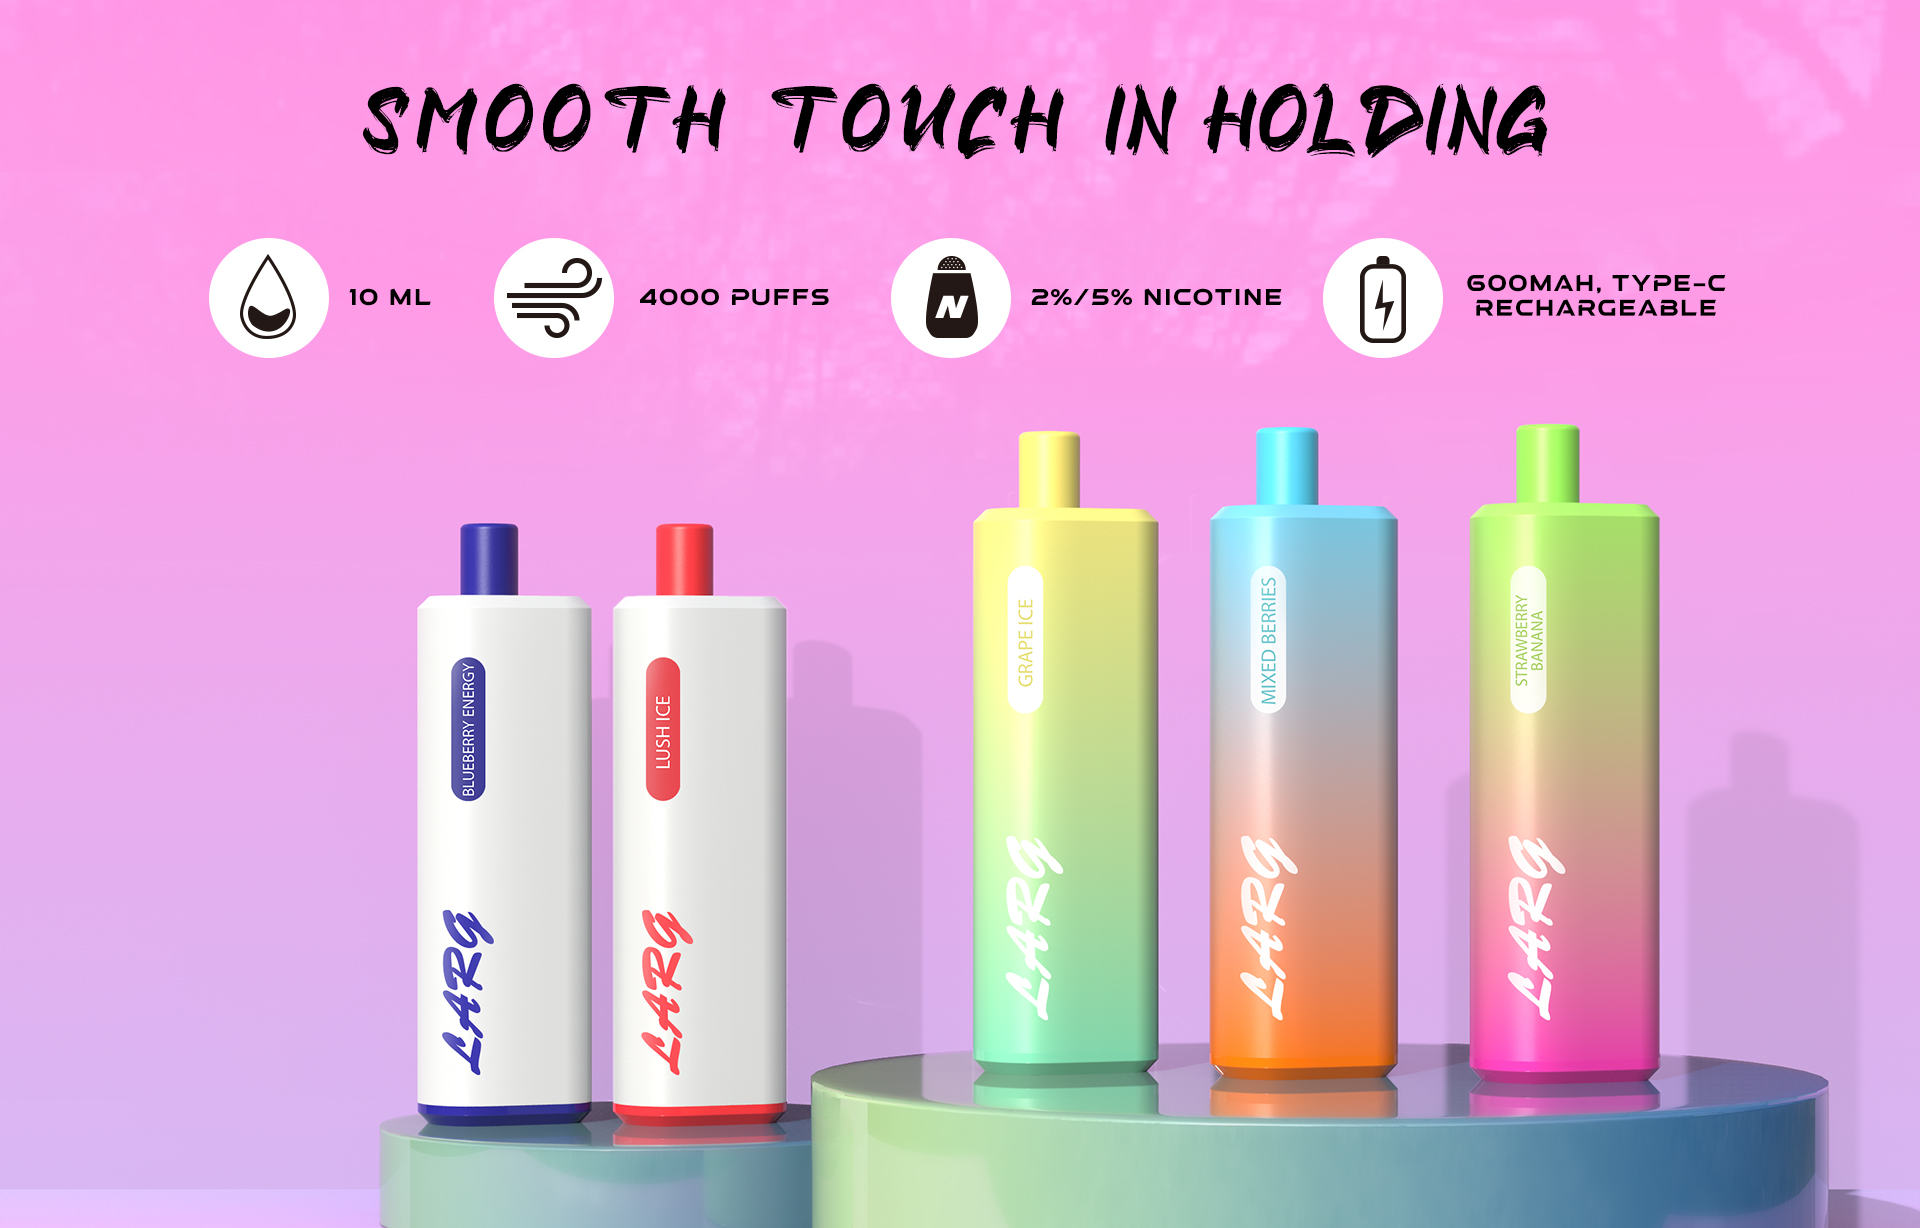 SMOOTH TOUCH IN HOLDING
10 ML
4000 PUFFS
N
2%/5% NICOTINE
600MAH, TYPE-C
RECHARGEABLE
BLUEBERRY ENERGY
LARG
LUSH ICE
LARG
GRAPE ICE
LARG
MIXED BERRIES
LARG
STRAWBERRY
BANANA
LARG